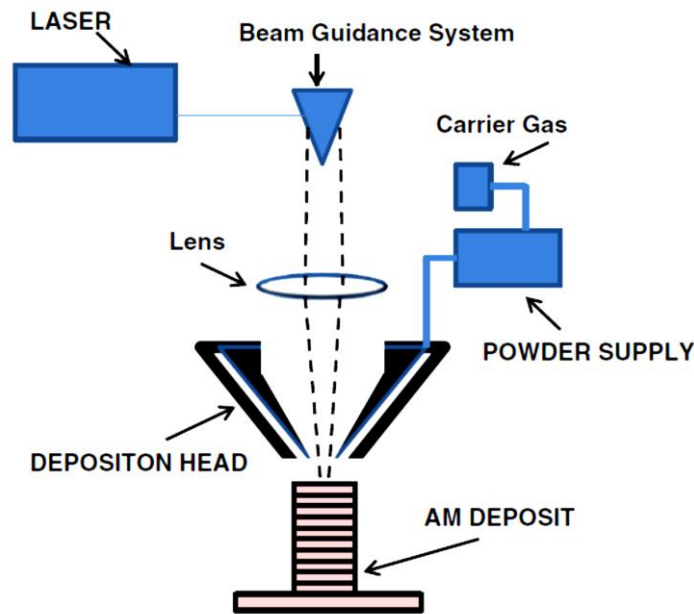 LASER
Beam Guidance System
Carrier Gas
Lens
POWDER SUPPLY
DEPOSITON HEAD
AM DEPOSIT